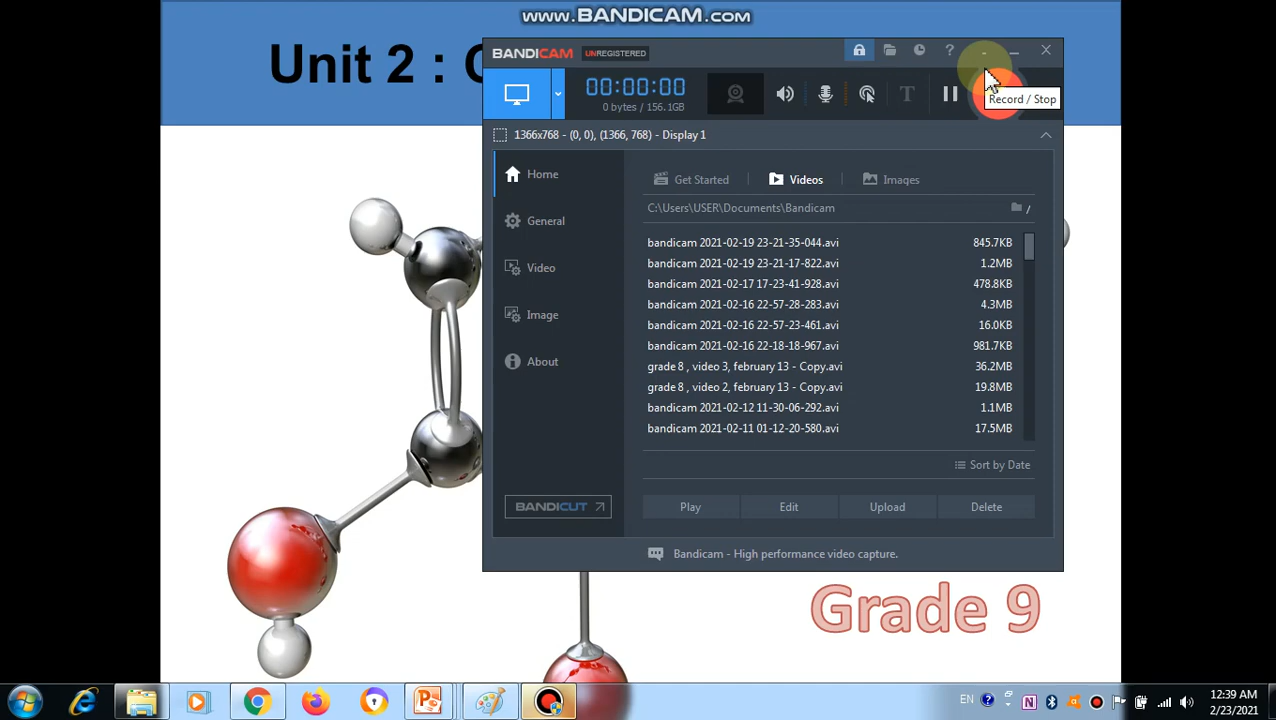 www.BANDICAM.com
Unit 2 : C
BANDICAM UNREGISTERED
?
00:00:00
0 bytes / 156.1GB
T
Record / Stop
1366x768 - (0, 0), (1366, 768) - Display 1
Home
General
Video
Image
About
BANDICUT
Get Started
Videos
Images
C:\Users\USER\Documents\Bandicam
/
bandicam 2021-02-19 23-21-35-044.avi 845.7KB
bandicam 2021-02-19 23-21-17-822.avi 1.2MB
bandicam 2021-02-17 17-23-41-928.avi 478.8KB
bandicam 2021-02-16 22-57-28-283.avi 4.3MB
bandicam 2021-02-16 22-57-23-461.avi 16.0KB
bandicam 2021-02-16 22-18-18-967.avi 981.7KB
grade 8 , video 3, february 13 - Copy.avi 36.2MB
grade 8 , video 2, february 13 - Copy.avi 19.8MB
bandicam 2021-02-12 11-30-06-292.avi 1.1MB
bandicam 2021-02-11 01-12-20-580.avi 17.5MB
Sort by Date
Play Edit Upload Delete
Bandicam - High performance video capture.
Grade 9
EN
12:39 AM
2/23/2021